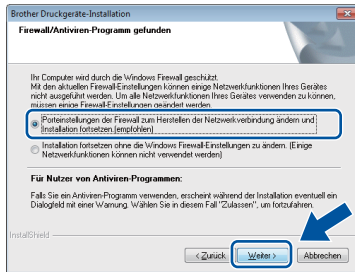 Brother Druckgeräte-Installation
Firewall/Antiviren-Programm gefunden
Ihr Computer wird durch die Windows Firewall geschützt.
Mit den aktuellen Firewall-Einstellungen können einige Netzwerkfunktionen Ihres Gerätes
nicht ausgeführt werden. Um alle Netzwerkfunktionen Ihres Gerätes verwenden zu können,
müssen einige Firewall-Einstellungen geändert werden.
Porteinstellungen der Firewall zum Herstellen der Netzwerkverbindung ändern und
Installation fortsetzen.(empfohlen)
Installation fortsetzen ohne die Windows Firewall-Einstellungen zu ändern. (Einige
Netzwerkfunktionen können nicht verwendet werden)
Für Nutzer von Antiviren-Programmen:
Falls Sie ein Antiviren-Programm verwenden, erscheint während der Installation eventuell ein
Dialogfeld mit einer Warnung. Wählen Sie in diesem Fall "Zulassen", um fortzufahren.
InstallShield
< Zurück Weiter > Abbrechen